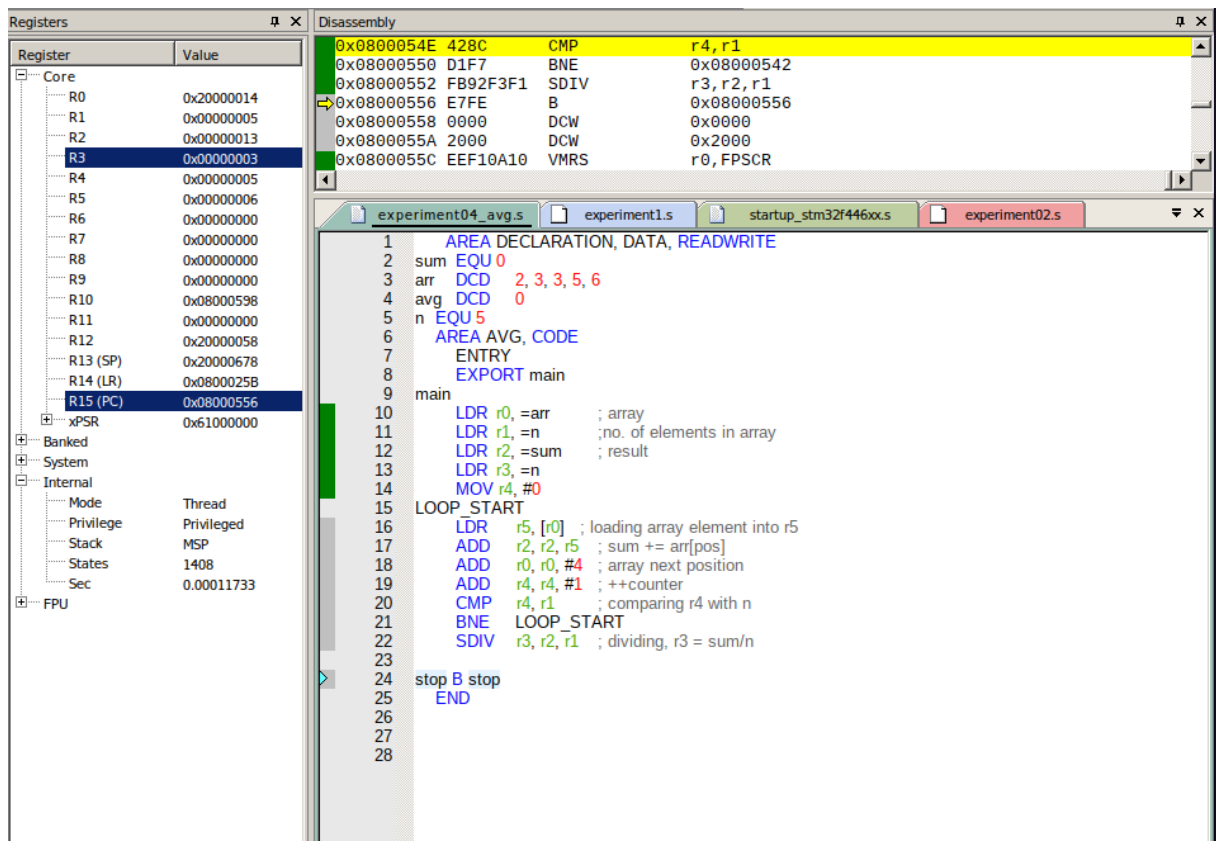 Registers
Register Value
Core
R0 0x20000014
R1 0x00000005
R2 0x00000013
R3 0x00000003
R4 0x00000005
R5 0x00000006
R6 0x00000000
R7 0x00000000
R8 0x00000000
R9 0x00000000
R10 0x08000598
R11 0x00000000
R12 0x20000058
R13 (SP) 0x20000678
R14 (LR) 0x0800025B
R15 (PC) 0x08000556
xPSR 0x61000000
Banked
System
Internal
Mode Thread
Privilege Privileged
Stack MSP
States 1408
Sec 0.00011733
FPU
Disassembly
0x0800054E 428C CMP r4,r1
0x08000550 D1F7 BNE 0x08000542
0x08000552 FB92F3F1 SDIV r3,r2,r1
0x08000556 E7FE B 0x08000556
0x08000558 0000 DCW 0x0000
0x0800055A 2000 DCW 0x2000
0x0800055C EEF10A10 VMRS r0,FPSCR
experiment04_avg.s experiment1.s startup_stm32f446xx.s experiment02.s
1 AREA DECLARATION, DATA, READWRITE
2 sum EQU 0
3 arr DCD 2, 3, 3, 5, 6
4 avg DCD 0
5 n EQU 5
6 AREA AVG, CODE
7 ENTRY
8 EXPORT main
9 main
10 LDR r0, =arr ; array
11 LDR r1, =n ;no. of elements in array
12 LDR r2, =sum ; result
13 LDR r3, =n
14 MOV r4, #0
15 LOOP_START
16 LDR r5, [r0] ; loading array element into r5
17 ADD r2, r2, r5 ; sum += arr[pos]
18 ADD r0, r0, #4 ; array next position
19 ADD r4, r4, #1 ; ++counter
20 CMP r4, r1 ; comparing r4 with n
21 BNE LOOP_START
22 SDIV r3, r2, r1 ; dividing, r3 = sum/n
23
24 stop B stop
25 END
26
27
28